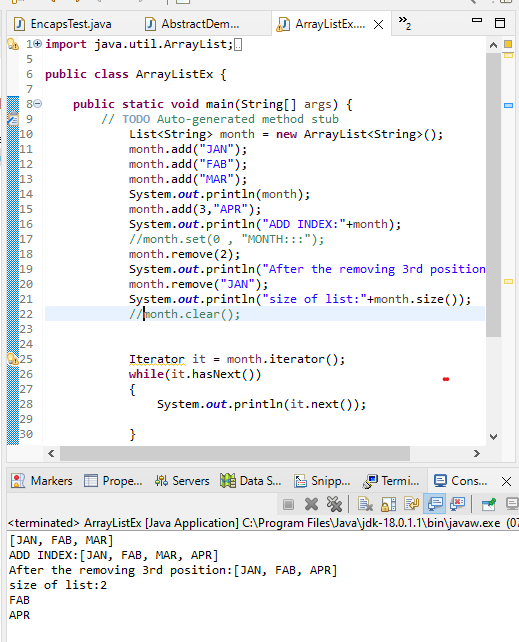 EncapsTest.java
AbstractDem...
ArrayListEx....
»2
1 import java.util.ArrayList;
5
6 public class ArrayListEx {
7
8 public static void main(String[] args) {
9 // TODO Auto-generated method stub
10 List<String> month = new ArrayList<String>();
11 month.add("JAN");
12 month.add("FAB");
13 month.add("MAR");
14 System.out.println(month);
15 month.add(3,"APR");
16 System.out.println("ADD INDEX:"+month);
17 //month.set(0 , "MONTH:::");
18 month.remove(2);
19 System.out.println("After the removing 3rd position
20 month.remove("JAN");
21 System.out.println("size of list:"+month.size());
22 //month.clear();
23
24
25 Iterator it = month.iterator();
26 while(it.hasNext())
27 {
28 System.out.println(it.next());
29
30 }
Markers Prope... Servers Data S... Snipp... Termi... Cons...
<terminated> ArrayListEx [Java Application] C:\Program Files\Java\jdk-18.0.1.1\bin\javaw.exe (07
[JAN, FAB, MAR]
ADD INDEX:[JAN, FAB, MAR, APR]
After the removing 3rd position:[JAN, FAB, APR]
size of list:2
FAB
APR